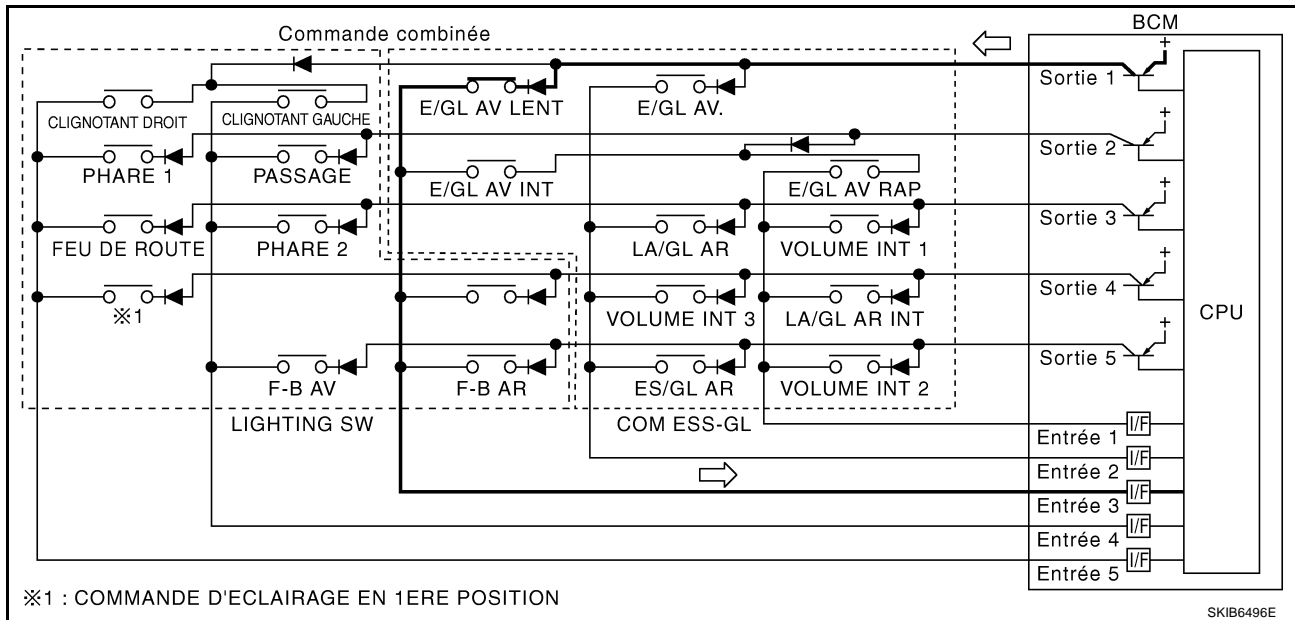 BCM
Commande combinée
+
Sortie 1
E/GL AV LENT
E/GL AV.
CLIGNOTANT DROIT
CLIGNOTANT GAUCHE
+
Sortie 2
PHARE 1
PASSAGE
E/GL AV INT
E/GL AV RAP
+
Sortie 3
FEU DE ROUTE
PHARE 2
LA/GL AR
VOLUME INT 1
+
Sortie 4
※1
VOLUME INT 3
LA/GL AR INT
CPU
+
Sortie 5
F-B AV
F-B AR
ES/GL AR
VOLUME INT 2
LIGHTING SW
COM ESS-GL
Entrée 1
I/F
Entrée 2
I/F
Entrée 3
I/F
Entrée 4
I/F
Entrée 5
I/F
※1 : COMMANDE D'ECLAIRAGE EN 1ERE POSITION
SKIB6496E